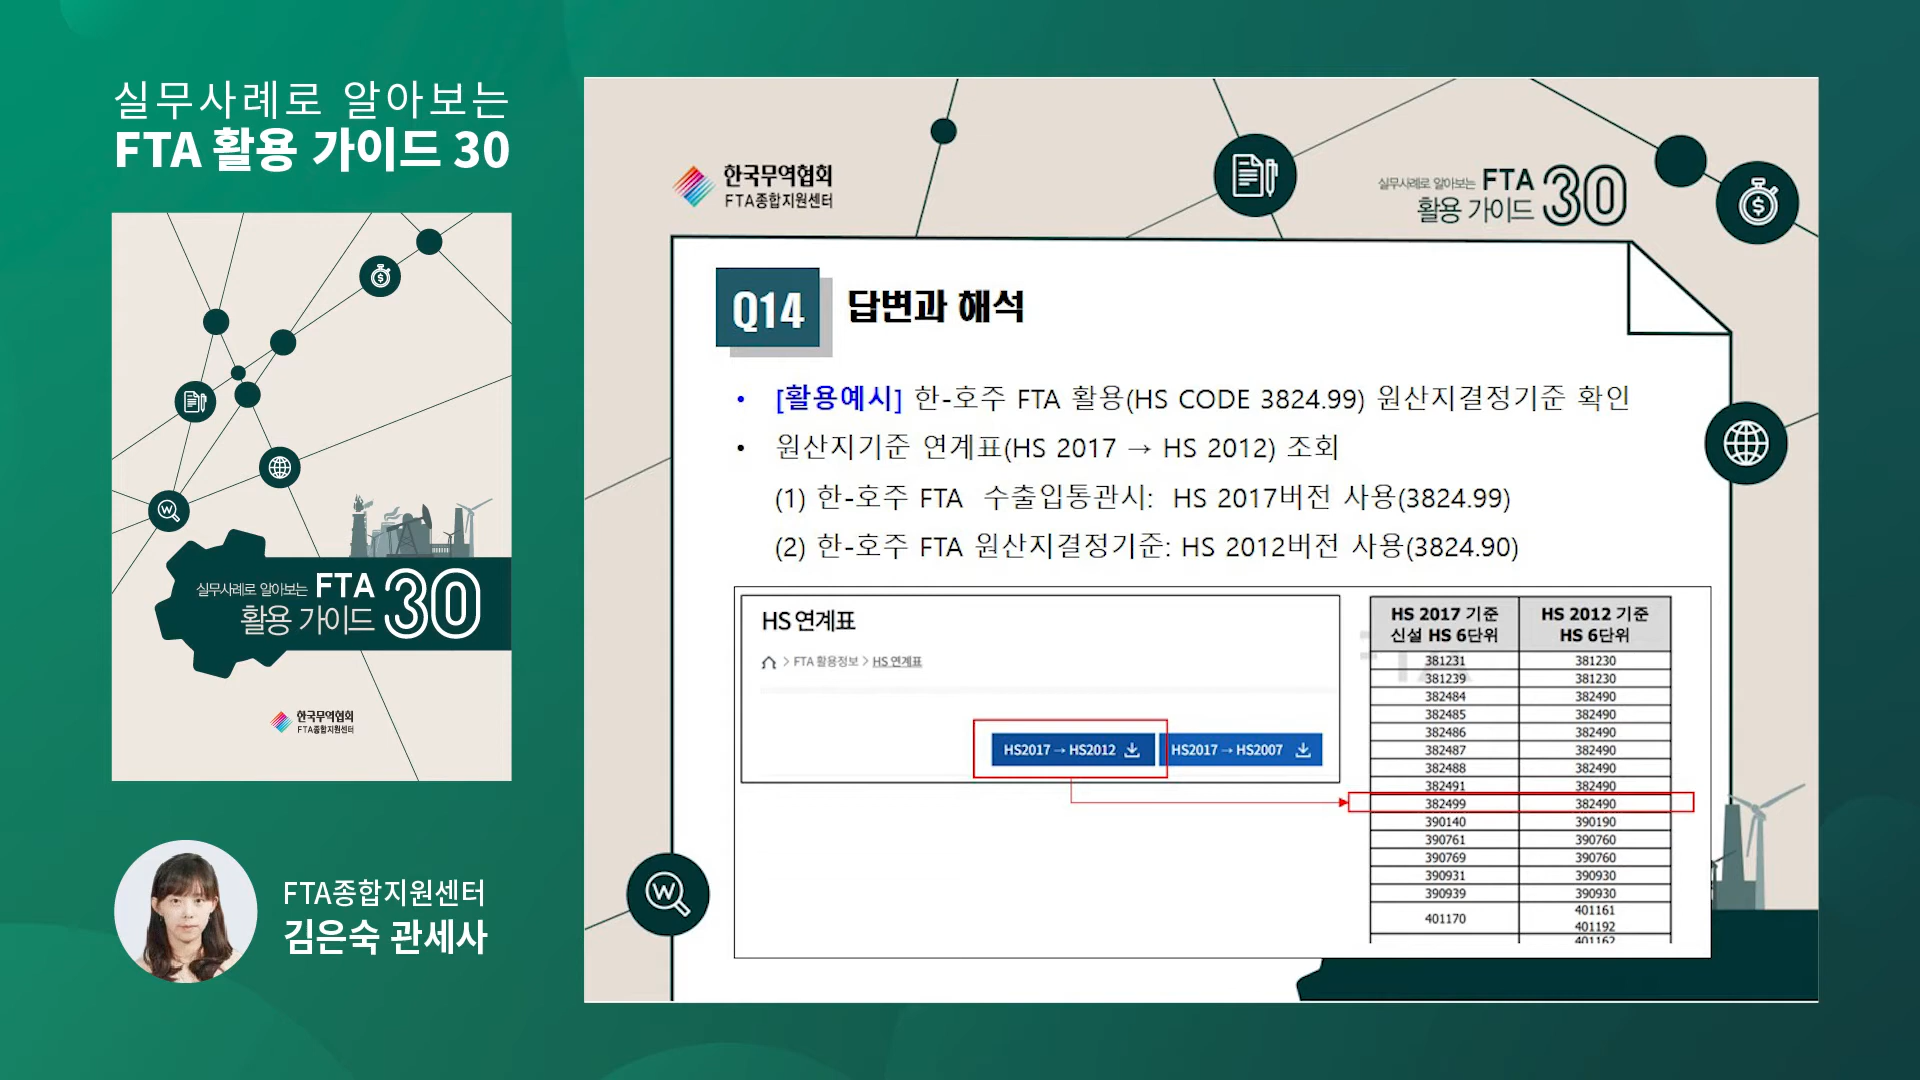 실무사례로 알아보는
FTA 활용 가이드 30
실무사례로 알아보는 FTA 30
활용 가이드
한국무역협회
FTA종합지원센터
FTA종합지원센터
김은숙 관세사
한국무역협회
FTA종합지원센터
실무사례로 알아보는 FTA 30
활용 가이드
Q14 답변과 해석
• [활용예시] 한-호주 FTA 활용(HS CODE 3824.99) 원산지결정기준 확인
• 원산지기준 연계표(HS 2017 → HS 2012) 조회
(1) 한-호주 FTA 수출입통관시: HS 2017버전 사용(3824.99)
(2) 한-호주 FTA 원산지결정기준: HS 2012버전 사용(3824.90)
HS 연계표
> FTA 활용정보 > HS 연계표
HS2017 → HS2012 HS2017 → HS2007
HS 2017 기준 HS 2012 기준
신설 HS 6단위 HS 6단위
381231 381230
381239 381230
382484 382490
382485 382490
382486 382490
382487 382490
382488 382490
382491 382490
382499 382490
390140 390190
390761 390760
390769 390760
390931 390930
390939 390930
401170 401161
401192
401162
W
W